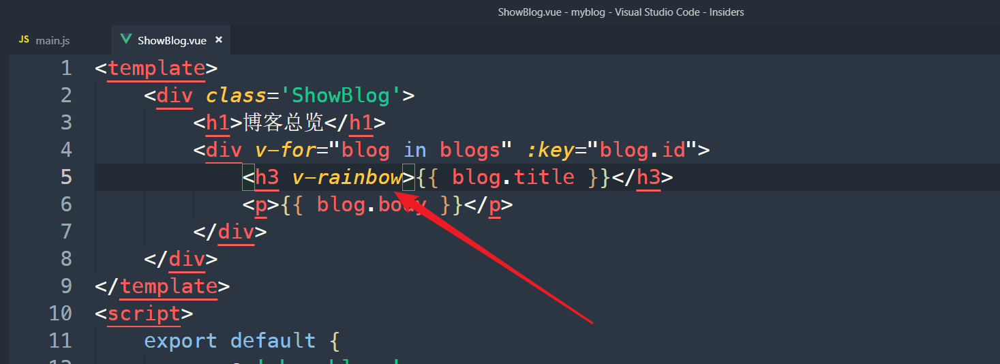 ShowBlog.vue - myblog - Visual Studio Code - Insiders
JS main.js ShowBlog.vue ×
1 <template>
2 <div class='ShowBlog'>
3 <h1>博客总览</h1>
4 <div v-for="blog in blogs" :key="blog.id">
5 <h3 v-rainbow>{{ blog.title }}</h3>
6 <p>{{ blog.body }}</p>
7 </div>
8 </div>
9 </template>
10 <script>
11 export default {